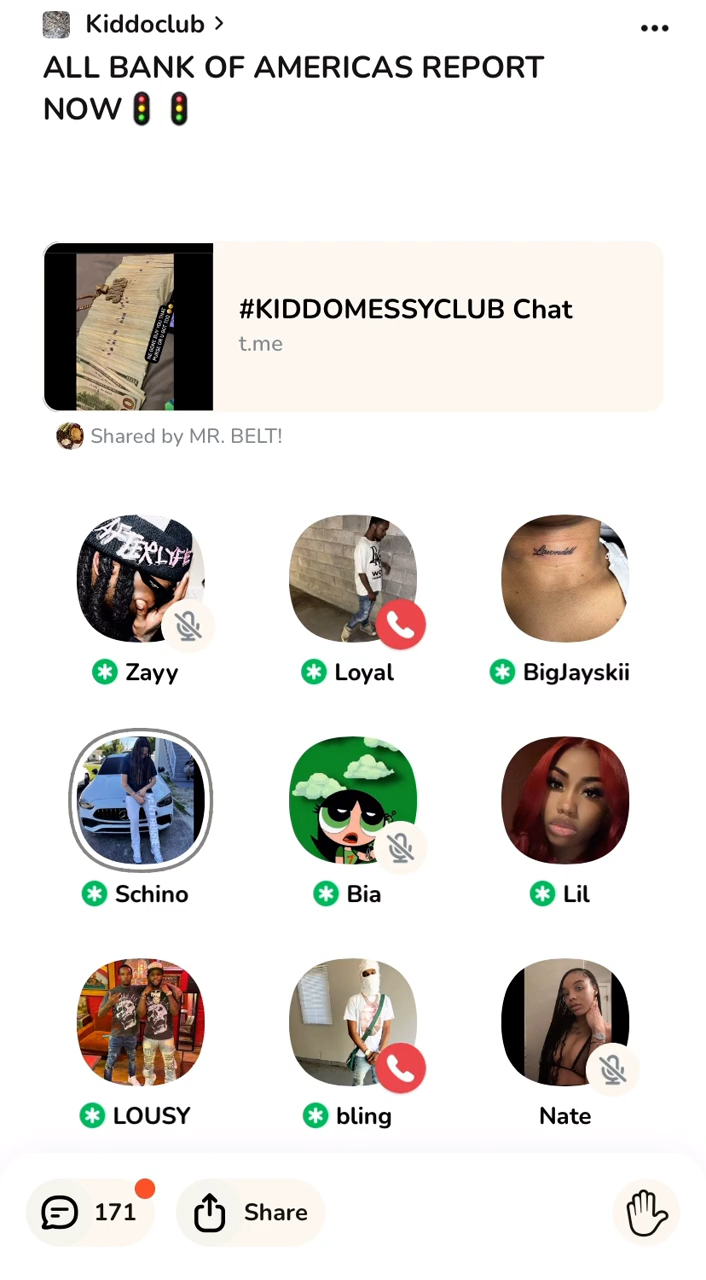 Kiddoclub >
ALL BANK OF AMERICAS REPORT
NOW🚦🚦
#KIDDOMESSYCLUB Chat
t.me
Shared by MR. BELT!
AFTERLYFE
Zayy
Loyal
BigJayskii
Schino
Bia
Lil
LOUSY
bling
Nate
171
Share